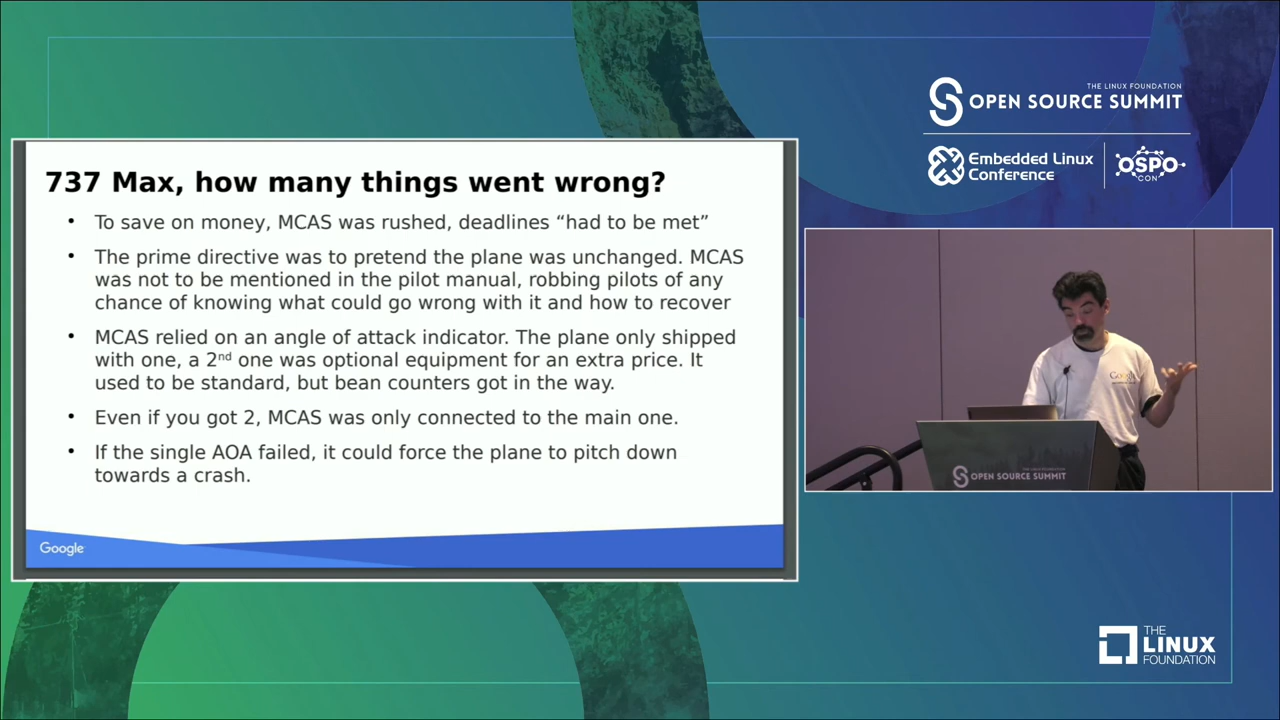 THE LINUX FOUNDATION
OPEN SOURCE SUMMIT
Embedded Linux
Conference
OSPO
CON
737 Max, how many things went wrong?
• To save on money, MCAS was rushed, deadlines “had to be met”
• The prime directive was to pretend the plane was unchanged. MCAS
was not to be mentioned in the pilot manual, robbing pilots of any
chance of knowing what could go wrong with it and how to recover
• MCAS relied on an angle of attack indicator. The plane only shipped
with one, a 2nd one was optional equipment for an extra price. It
used to be standard, but bean counters got in the way.
• Even if you got 2, MCAS was only connected to the main one.
• If the single AOA failed, it could force the plane to pitch down
towards a crash.
Google
Google
THE LINUX FOUNDATION
OPEN SOURCE SUMMIT
THE
LINUX
FOUNDATION